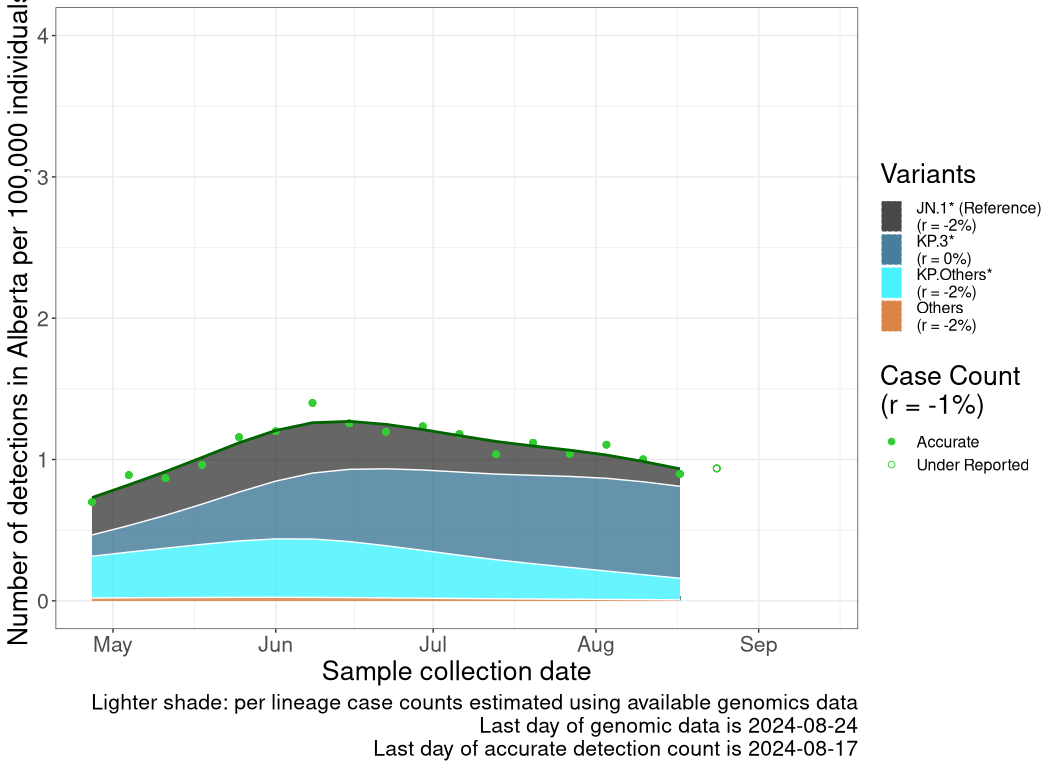 Number of detections in Alberta per 100,000 individuals
4
3
2
1
0
May
Jun
Jul
Aug
Sep
Sample collection date
Lighter shade: per lineage case counts estimated using available genomics data
Last day of genomic data is 2024-08-24
Last day of accurate detection count is 2024-08-17
Variants
JN.1* (Reference)
(r = -2%)
KP.3*
(r = 0%)
KP.Others*
(r = -2%)
Others
(r = -2%)
Case Count
(r = -1%)
Accurate
Under Reported